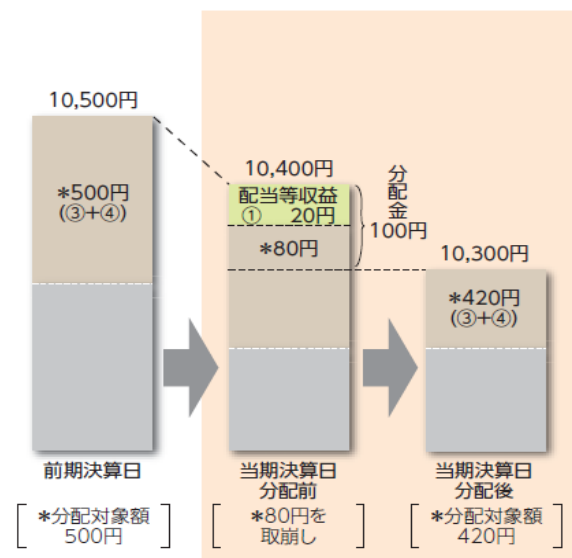 10,500円
*500円
(③+④)
前期決算日
*分配対象額
500円
10,400円
配当等収益
① 20円
*80円
分配金
100円
当期決算日
分配前
*80円を
取崩し
10,300円
*420円
(③+④)
当期決算日
分配後
*分配対象額
420円